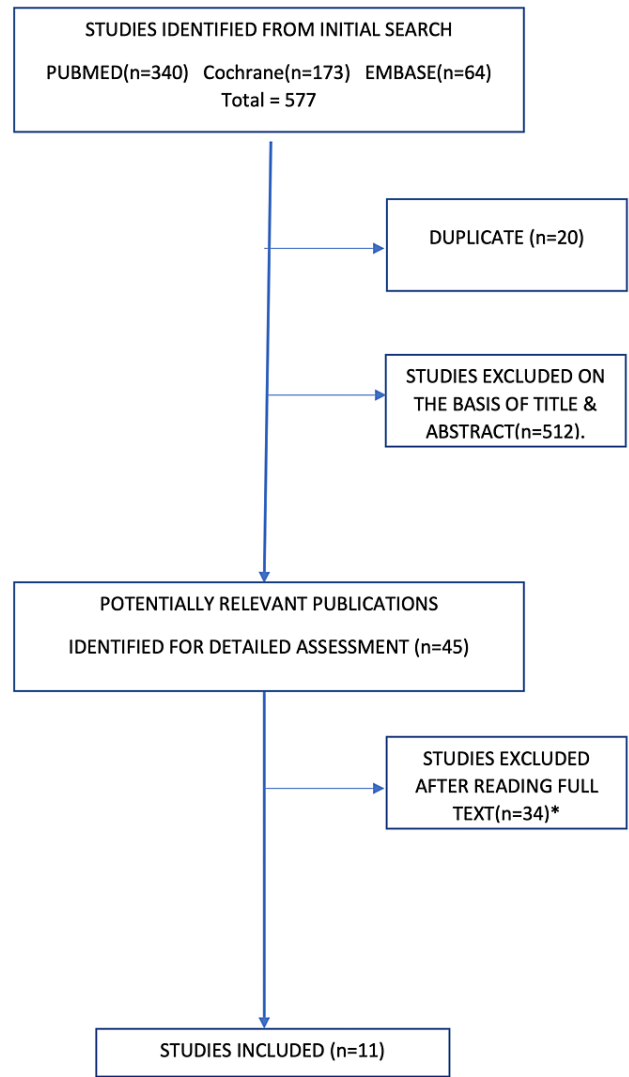 STUDIES IDENTIFIED FROM INITIAL SEARCH
PUBMED(n=340) Cochrane(n=173) EMBASE(n=64)
Total = 577
DUPLICATE (n=20)
STUDIES EXCLUDED ON
THE BASIS OF TITLE &
ABSTRACT(n=512).
POTENTIALLY RELEVANT PUBLICATIONS
IDENTIFIED FOR DETAILED ASSESSMENT (n=45)
STUDIES EXCLUDED
AFTER READING FULL
TEXT(n=34)*
STUDIES INCLUDED (n=11)